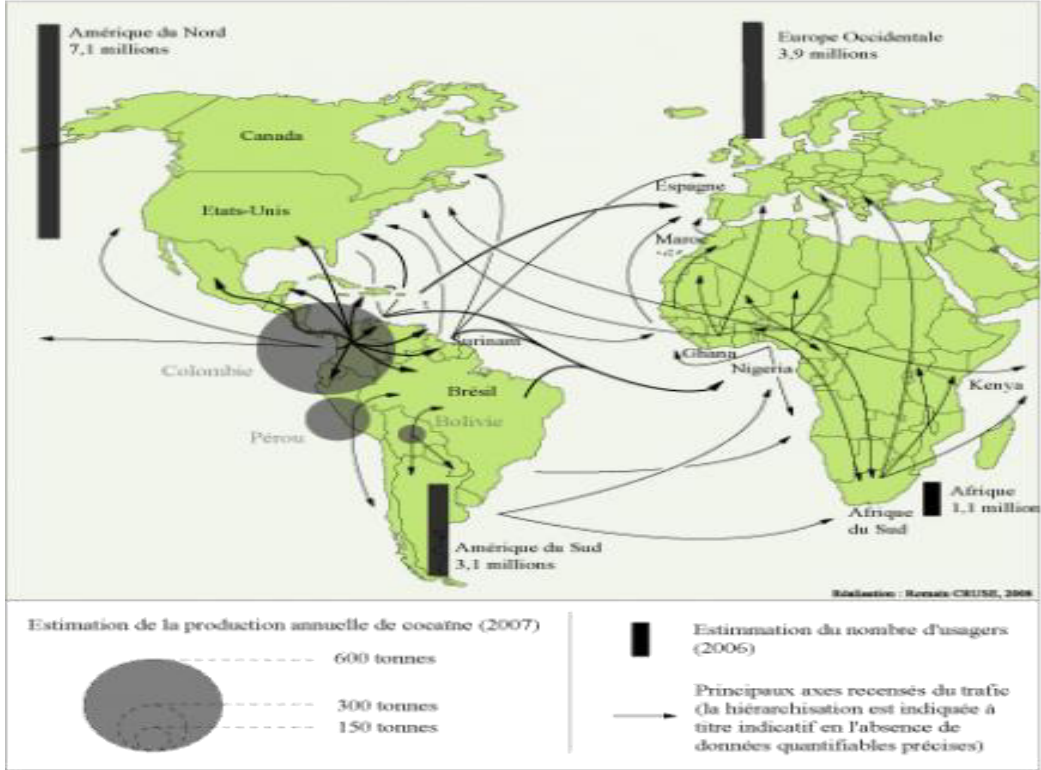 Amérique du Nord
7,1 millions
Europe Occidentale
3,9 millions
Canada
Etats-Unis
Espagne
Maroc
Surinam
Ghana
Nigeria
Kenya
Colombie
Brésil
Pérou
Bolivie
Afrique
1,1 million
Afrique
du Sud
Amérique du Sud
3,1 millions
Réalisation : Romain CRUSE, 2008
Estimation de la production annuelle de cocaïne (2007)
600 tonnes
300 tonnes
150 tonnes
Estimmation du nombre d'usagers
(2006)
Principaux axes recensés du trafic
(la hiérarchisation est indiquée à
titre indicatif en l'absence de
données quantifiables précises)